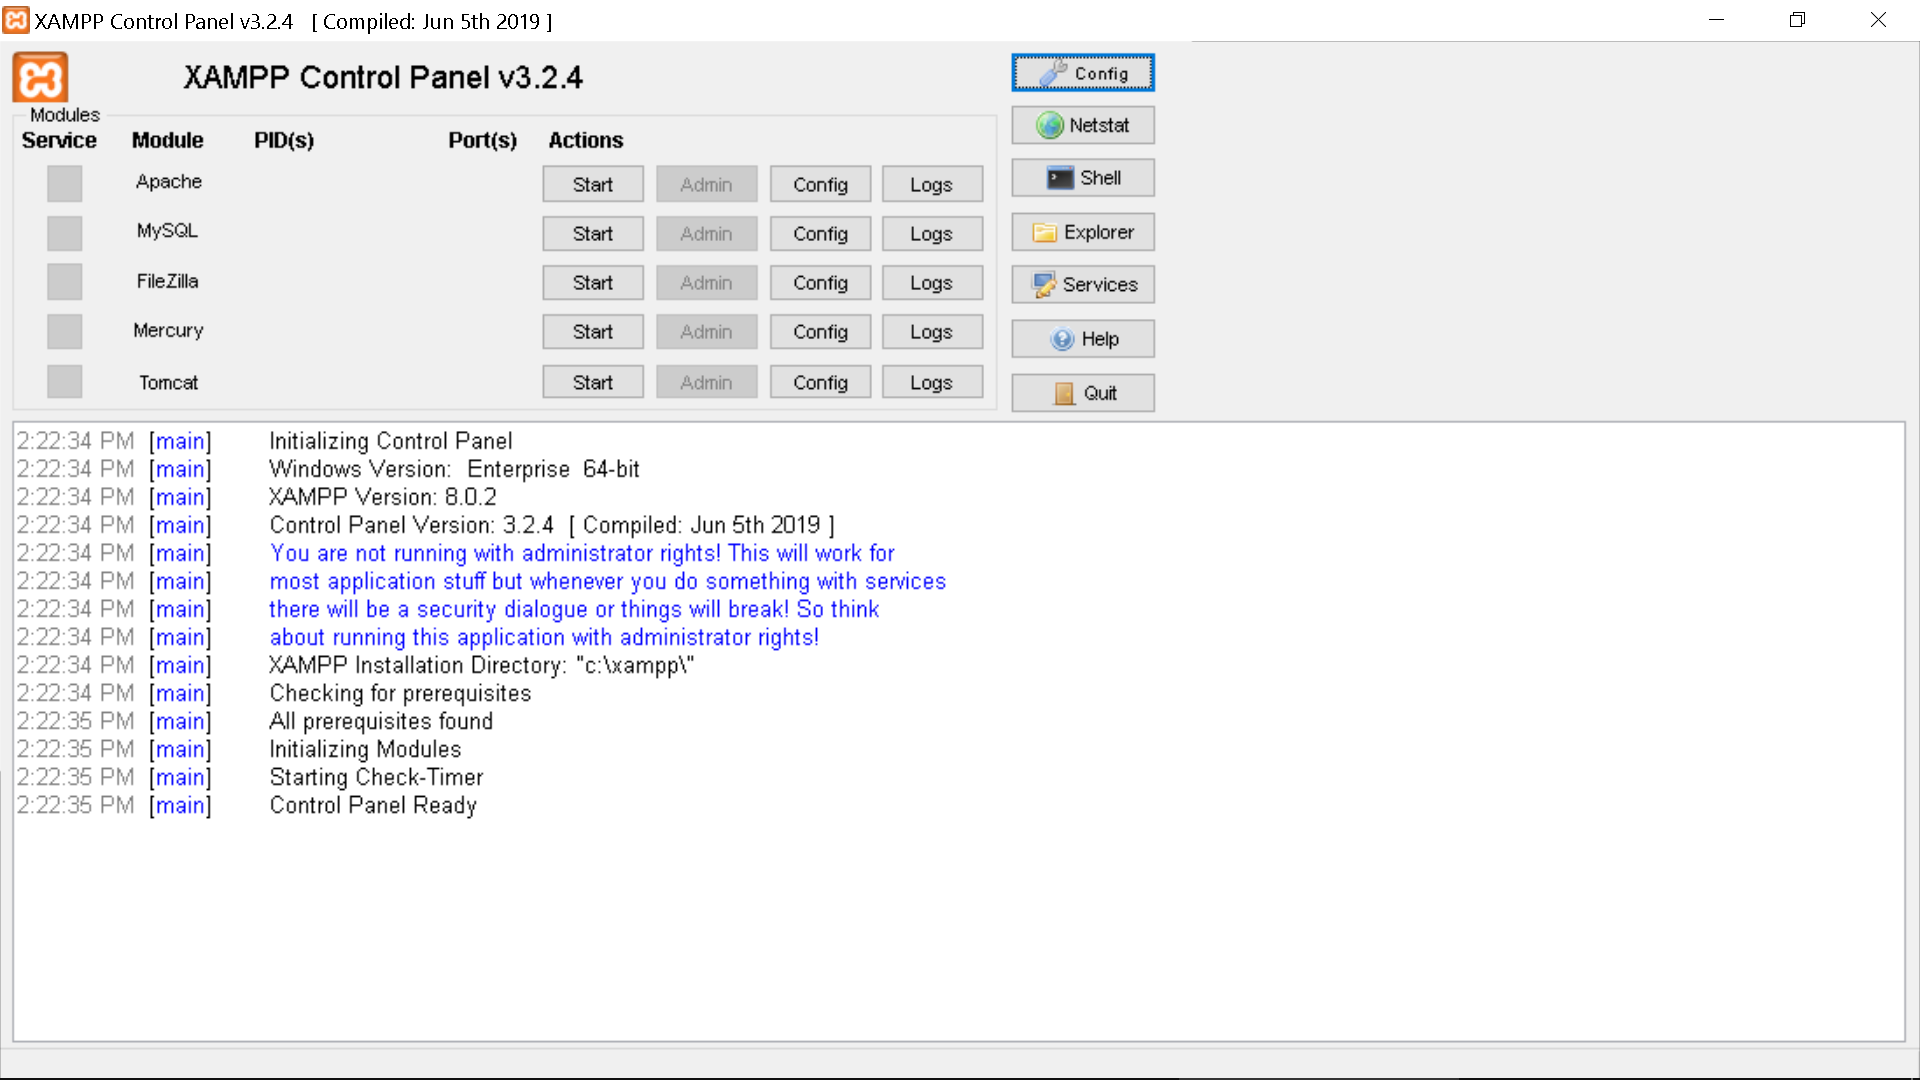 XAMPP Control Panel v3.2.4   [ Compiled: Jun 5th 2019 ]
XAMPP Control Panel v3.2.4
Config
Modules
Service Module PID(s) Port(s) Actions
Netstat
Apache Start Admin Config Logs
Shell
MySQL Start Admin Config Logs
Explorer
FileZilla Start Admin Config Logs
Services
Mercury Start Admin Config Logs
Help
Tomcat Start Admin Config Logs
Quit
2:22:34 PM [main] Initializing Control Panel
2:22:34 PM [main] Windows Version:  Enterprise  64-bit
2:22:34 PM [main] XAMPP Version: 8.0.2
2:22:34 PM [main] Control Panel Version: 3.2.4  [ Compiled: Jun 5th 2019 ]
2:22:34 PM [main] You are not running with administrator rights! This will work for
2:22:34 PM [main] most application stuff but whenever you do something with services
2:22:34 PM [main] there will be a security dialogue or things will break! So think
2:22:34 PM [main] about running this application with administrator rights!
2:22:34 PM [main] XAMPP Installation Directory: "c:\xampp\"
2:22:34 PM [main] Checking for prerequisites
2:22:35 PM [main] All prerequisites found
2:22:35 PM [main] Initializing Modules
2:22:35 PM [main] Starting Check-Timer
2:22:35 PM [main] Control Panel Ready